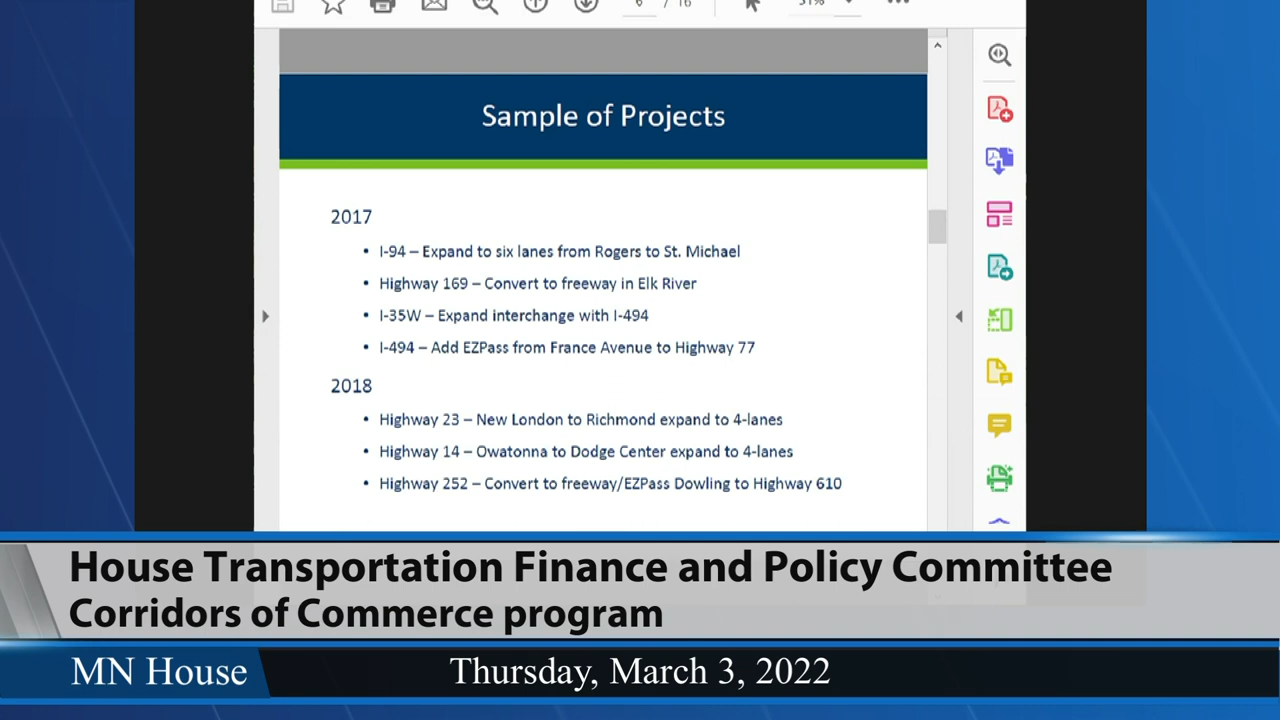 6 / 16
51%
Sample of Projects
2017
• I-94 – Expand to six lanes from Rogers to St. Michael
• Highway 169 – Convert to freeway in Elk River
• I-35W – Expand interchange with I-494
• I-494 – Add EZPass from France Avenue to Highway 77
2018
• Highway 23 – New London to Richmond expand to 4-lanes
• Highway 14 – Owatonna to Dodge Center expand to 4-lanes
• Highway 252 – Convert to freeway/EZPass Dowling to Highway 610
House Transportation Finance and Policy Committee
Corridors of Commerce program
MN House
Thursday, March 3, 2022